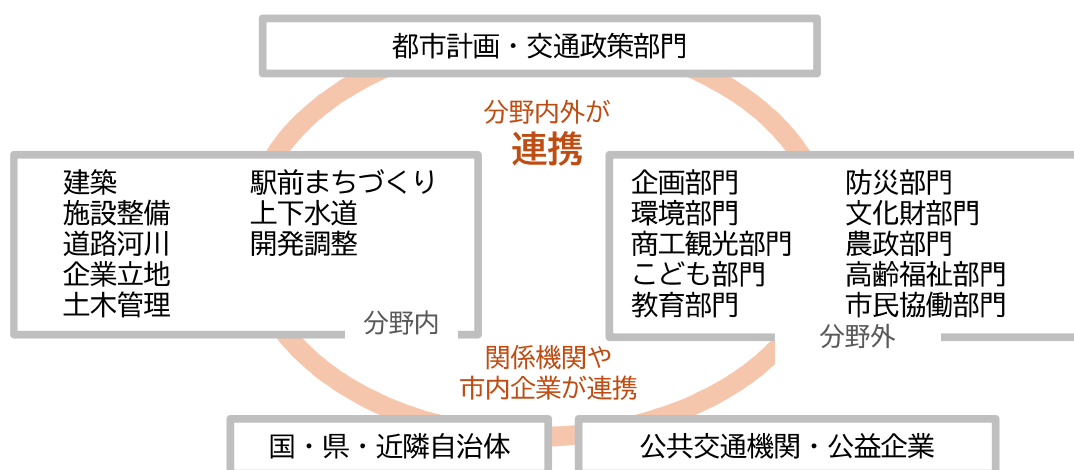 都市計画・交通政策部門
分野内外が
連携
建築
施設整備
道路河川
企業立地
土木管理
駅前まちづくり
上下水道
開発調整
分野内
企画部門
環境部門
商工観光部門
こども部門
教育部門
防災部門
文化財部門
農政部門
高齢福祉部門
市民協働部門
分野外
関係機関や
市内企業が連携
国・県・近隣自治体
公共交通機関・公益企業